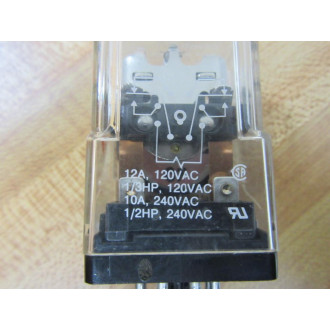 12A, 120VAC
1/3HP, 120VAC
10A, 240VAC
1/2HP, 240VAC